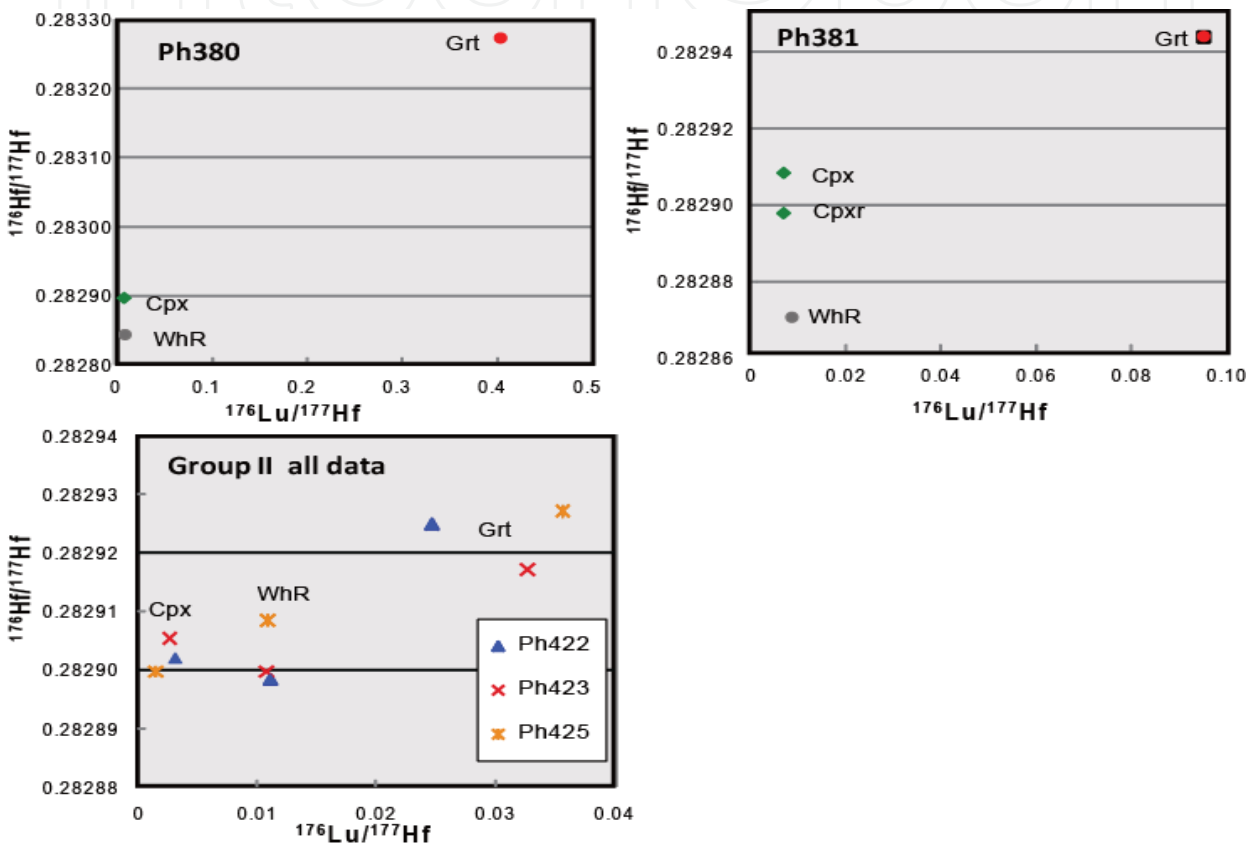 Ph380
Grt
Cpx
WhR
0.28330
0.28320
0.28310
0.28300
0.28290
0.28280
¹⁷⁶Hf/¹⁷⁷Hf
0 0.1 0.2 0.3 0.4 0.5
¹⁷⁶Lu/¹⁷⁷Hf
Ph381
Grt
Cpx
Cpxr
WhR
0.28294
0.28292
0.28290
0.28288
0.28286
¹⁷⁶Hf/¹⁷⁷Hf
0 0.02 0.04 0.06 0.08 0.10
¹⁷⁶Lu/¹⁷⁷Hf
Group II all data
Grt
WhR
Cpx
Ph422
Ph423
Ph425
0.28294
0.28293
0.28292
0.28291
0.28290
0.28289
0.28288
¹⁷⁶Hf/¹⁷⁷Hf
0 0.01 0.02 0.03 0.04
¹⁷⁶Lu/¹⁷⁷Hf